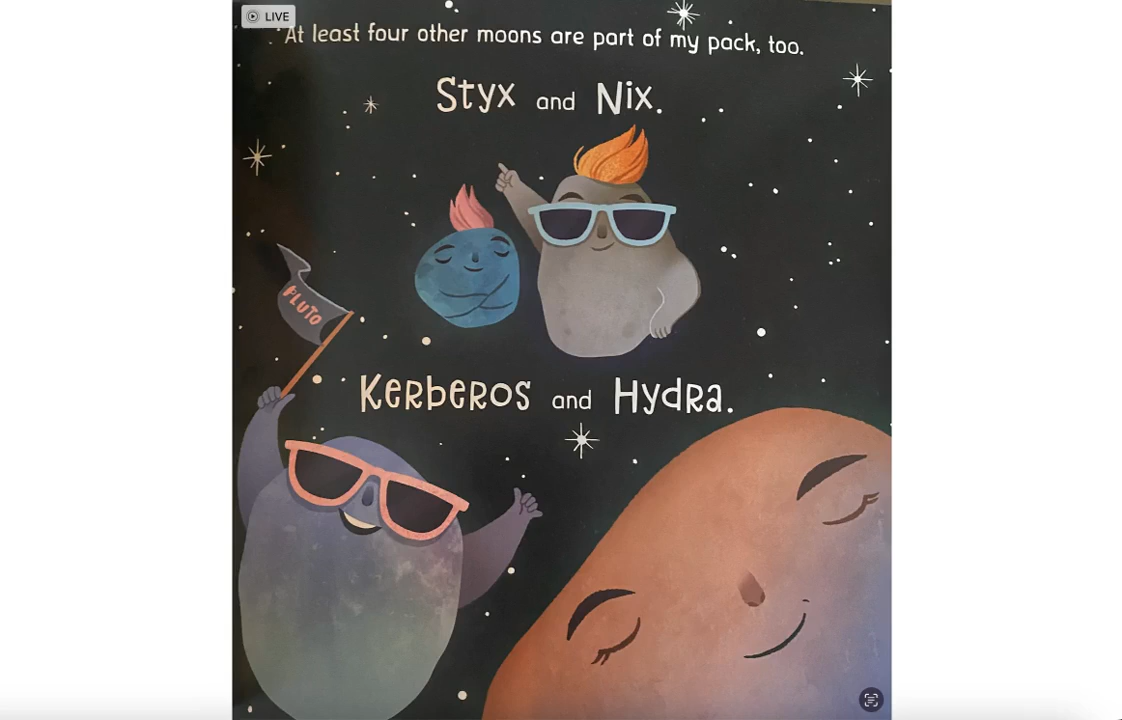 LIVE
At least four other moons are part of my pack, too.
Styx and Nix.
PLUTO
Kerberos and Hydra.